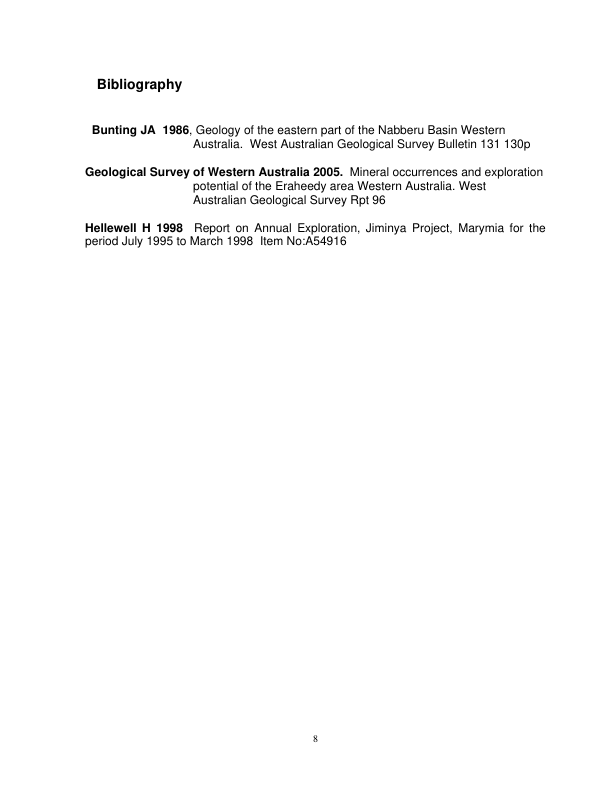 Bibliography
Bunting JA  1986, Geology of the eastern part of the Nabberu Basin Western
Australia.  West Australian Geological Survey Bulletin 131 130p
Geological Survey of Western Australia 2005.  Mineral occurrences and exploration
potential of the Eraheedy area Western Australia. West
Australian Geological Survey Rpt 96
Hellewell H 1998  Report on Annual Exploration, Jiminya Project, Marymia for the
period July 1995 to March 1998  Item No:A54916
8